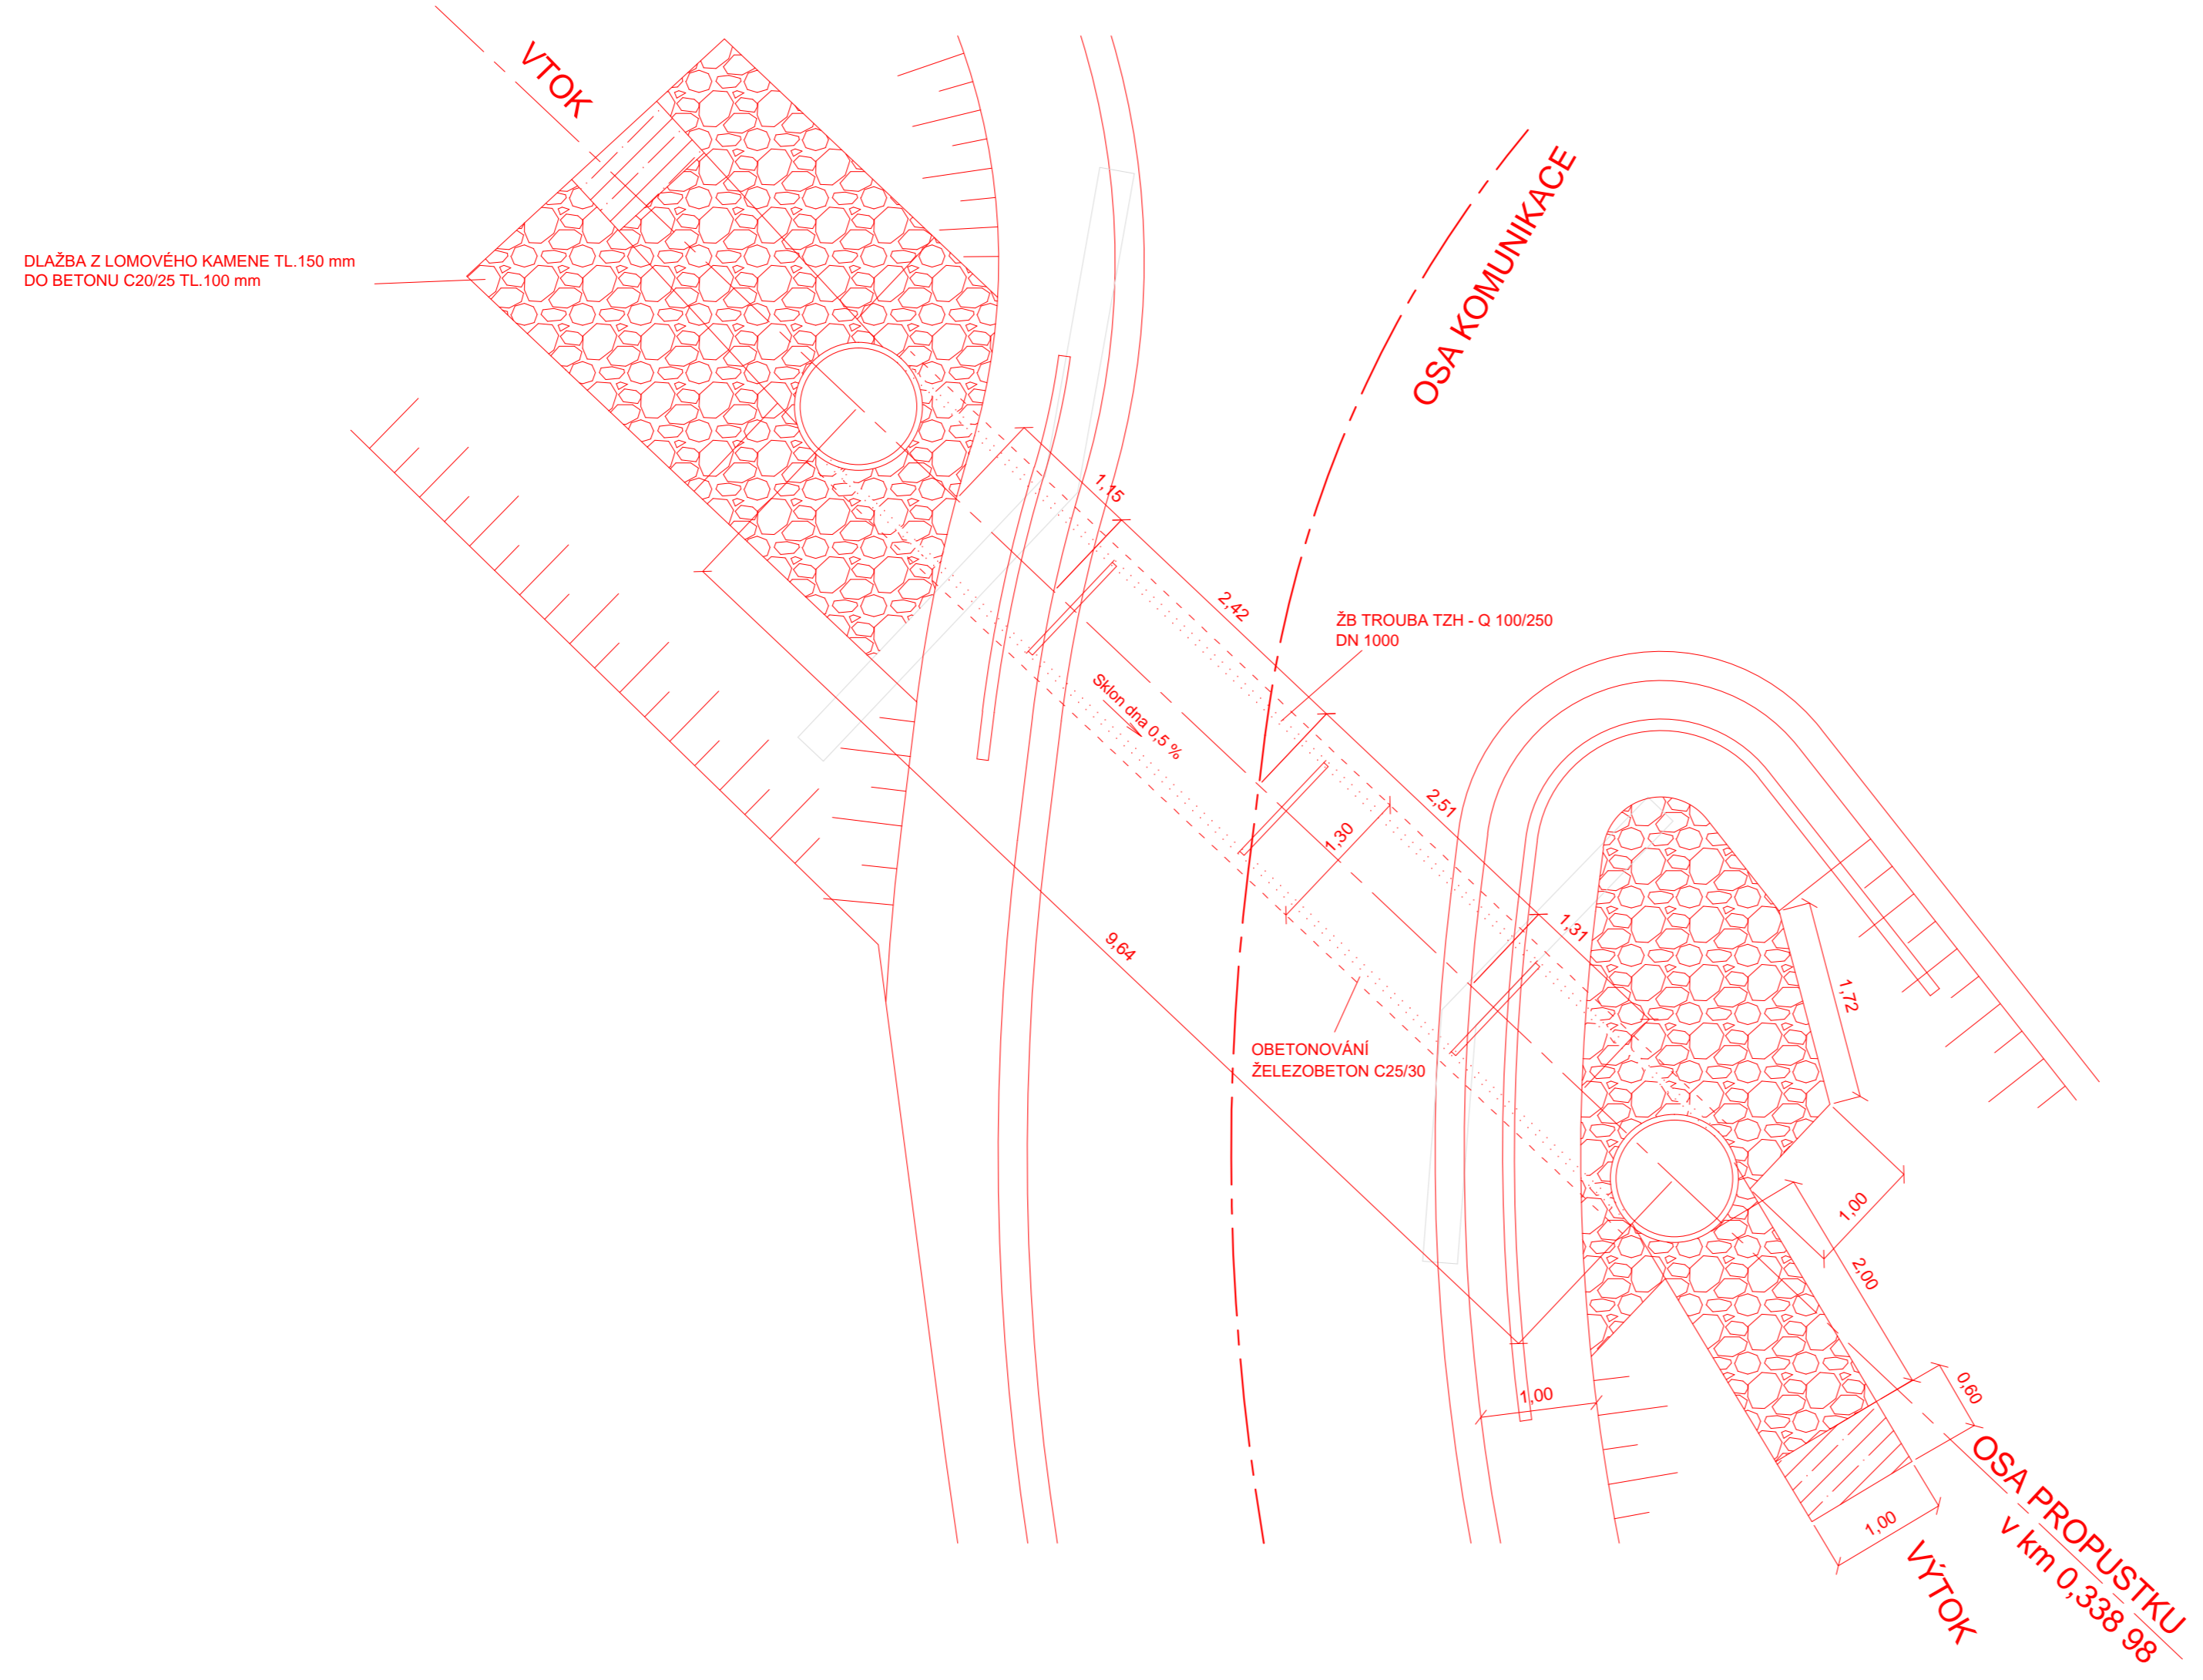 VTOK
OSA KOMUNIKACE
DLAŽBA Z LOMOVÉHO KAMENE TL.150 mm
DO BETONU C20/25 TL.100 mm
1,15
2,42
ŽB TROUBA TZH - Q 100/250
DN 1000
Sklon dna 0,5 %
2,51
1,30
1,31
9,64
1,72
OBETONOVÁNÍ
ŽELEZOBETON C25/30
1,00
2,00
1,00
0,60
1,00
OSA PROPUSTKU
v km 0,338 98
VÝTOK